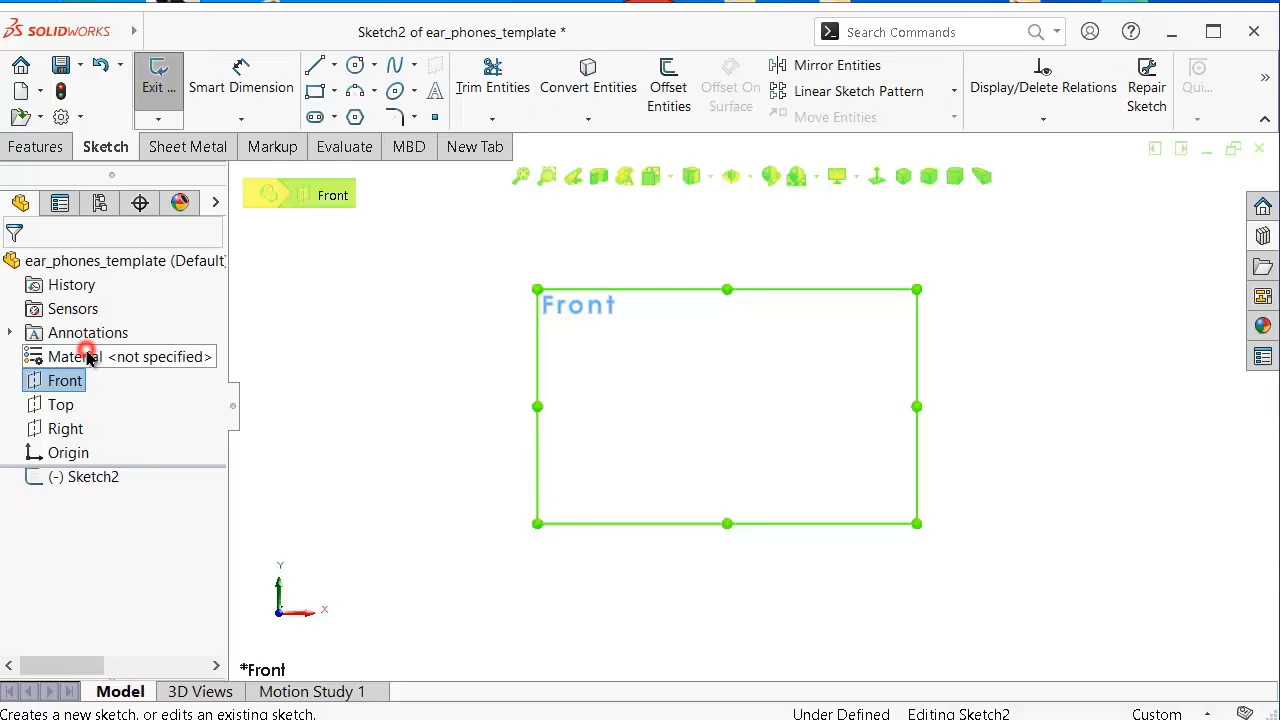 SOLIDWORKS
Sketch2 of ear_phones_template *
Search Commands
Exit ...
Smart Dimension
Trim Entities
Convert Entities
Offset Entities
Offset On Surface
Mirror Entities
Linear Sketch Pattern
Move Entities
Display/Delete Relations
Repair Sketch
Qui...
Features
Sketch
Sheet Metal
Markup
Evaluate
MBD
New Tab
Front
ear_phones_template (Default
History
Sensors
Annotations
Material <not specified>
Front
Top
Right
Origin
(-) Sketch2
Front
Y
X
*Front
Model
3D Views
Motion Study 1
Creates a new sketch, or edits an existing sketch.
Under Defined
Editing Sketch2
Custom